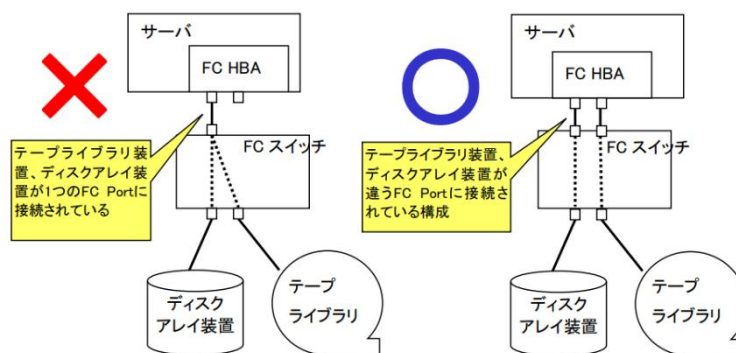 サーバ
FC HBA
FC スイッチ
テープライブラリ装
置、ディスクアレイ装
置が1つのFC Portに
接続されている
ディスク
アレイ装置
テープ
ライブラリ
サーバ
FC HBA
FC スイッチ
テープライブラリ装置、
ディスクアレイ装置が
違うFC Portに接続さ
れている構成
ディスク
アレイ装置
テープ
ライブラリ